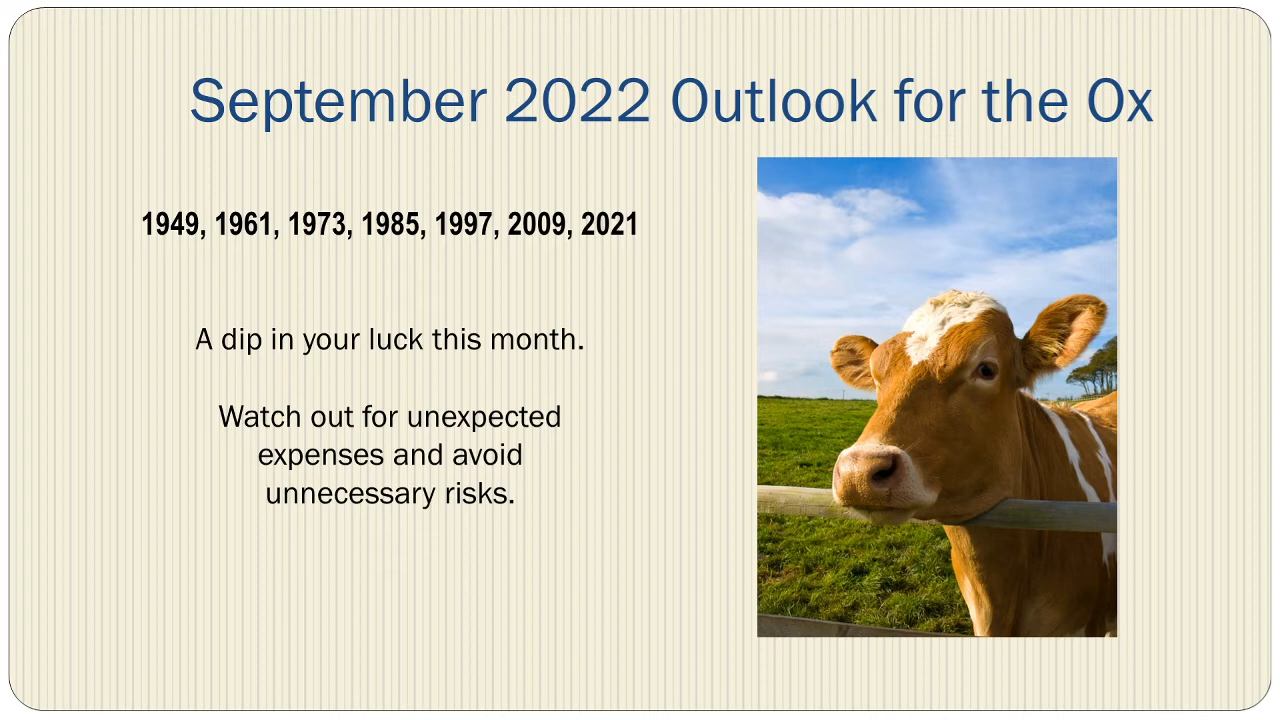 September 2022 Outlook for the Ox
1949, 1961, 1973, 1985, 1997, 2009, 2021
A dip in your luck this month.
Watch out for unexpected
expenses and avoid
unnecessary risks.